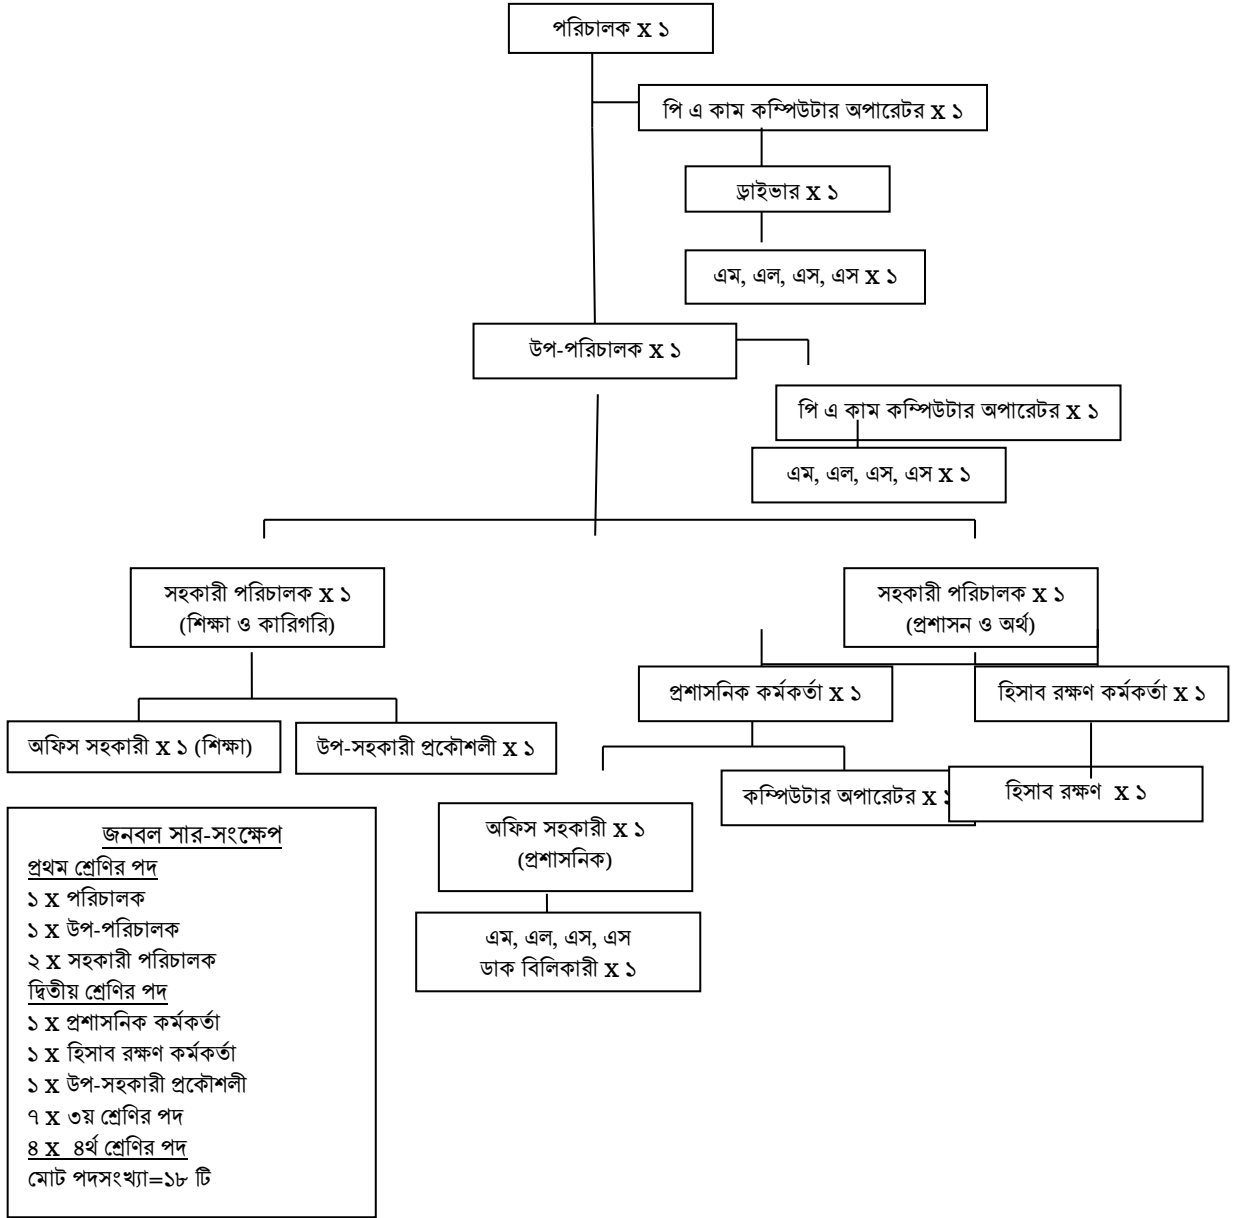 পরিচালক x ১
পি এ কাম কম্পিউটার অপারেটর x ১
ড্রাইভার x ১
এম, এল, এস, এস x ১
উপ-পরিচালক x ১
পি এ কাম কম্পিউটার অপারেটর x ১
এম, এল, এস, এস x ১
সহকারী পরিচালক x ১
(শিক্ষা ও কারিগরি)
সহকারী পরিচালক x ১
(প্রশাসন ও অর্থ)
প্রশাসনিক কর্মকর্তা x ১
হিসাব রক্ষণ কর্মকর্তা x ১
অফিস সহকারী x ১ (শিক্ষা)
উপ-সহকারী প্রকৌশলী x ১
কম্পিউটার অপারেটর x ১
হিসাব রক্ষণ x ১
অফিস সহকারী x ১
(প্রশাসনিক)
এম, এল, এস, এস
ডাক বিলিকারী x ১
জনবল সার-সংক্ষেপ
প্রথম শ্রেণির পদ
১ x পরিচালক
১ x উপ-পরিচালক
২ x সহকারী পরিচালক
দ্বিতীয় শ্রেণির পদ
১ x প্রশাসনিক কর্মকর্তা
১ x হিসাব রক্ষণ কর্মকর্তা
১ x উপ-সহকারী প্রকৌশলী
৭ x ৩য় শ্রেণির পদ
৪ x ৪র্থ শ্রেণির পদ
মোট পদসংখ্যা=১৮ টি